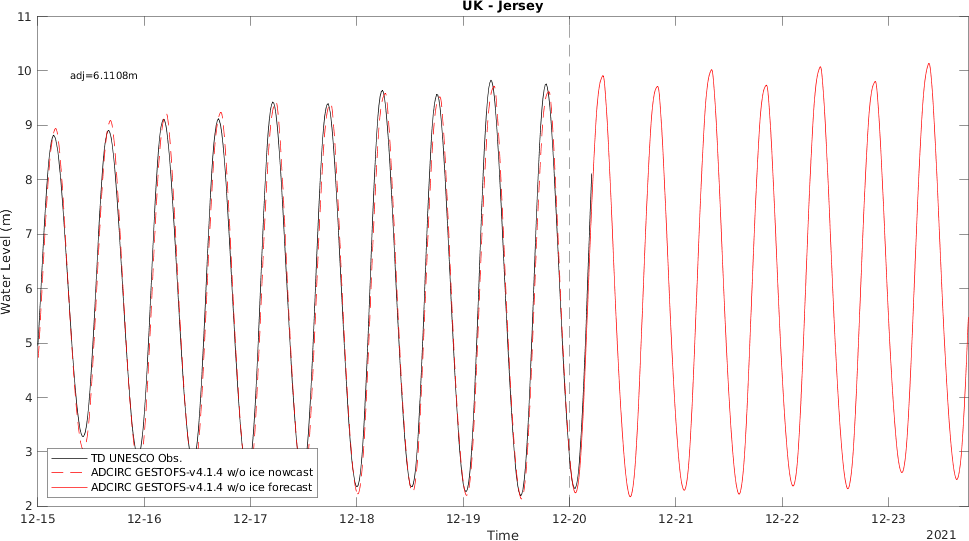 UK - Jersey
11
10
9
8
7
6
5
4
3
2
Water Level (m)
adj=6.1108m
TD UNESCO Obs.
ADCIRC GESTOFS-v4.1.4 w/o ice nowcast
ADCIRC GESTOFS-v4.1.4 w/o ice forecast
12-15 12-16 12-17 12-18 12-19 12-20 12-21 12-22 12-23
Time
2021